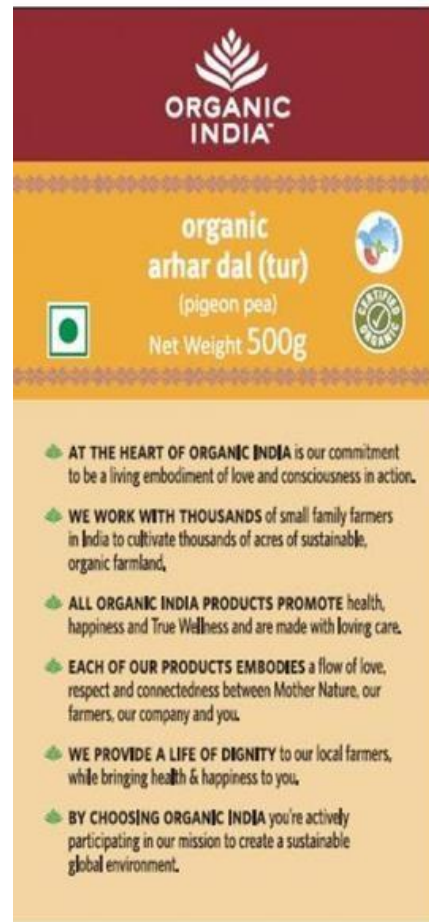 ORGANIC
INDIA
organic
arhar dal (tur)
(pigeon pea)
Net Weight 500g
CERTIFIED
ORGANIC
AT THE HEART OF ORGANIC INDIA is our commitment
to be a living embodiment of love and consciousness in action.
WE WORK WITH THOUSANDS of small family farmers
in India to cultivate thousands of acres of sustainable,
organic farmland.
ALL ORGANIC INDIA PRODUCTS PROMOTE health,
happiness and True Wellness and are made with loving care.
EACH OF OUR PRODUCTS EMBODIES a flow of love,
respect and connectedness between Mother Nature, our
farmers, our company and you.
WE PROVIDE A LIFE OF DIGNITY to our local farmers,
while bringing health & happiness to you.
BY CHOOSING ORGANIC INDIA you're actively
participating in our mission to create a sustainable
global environment.